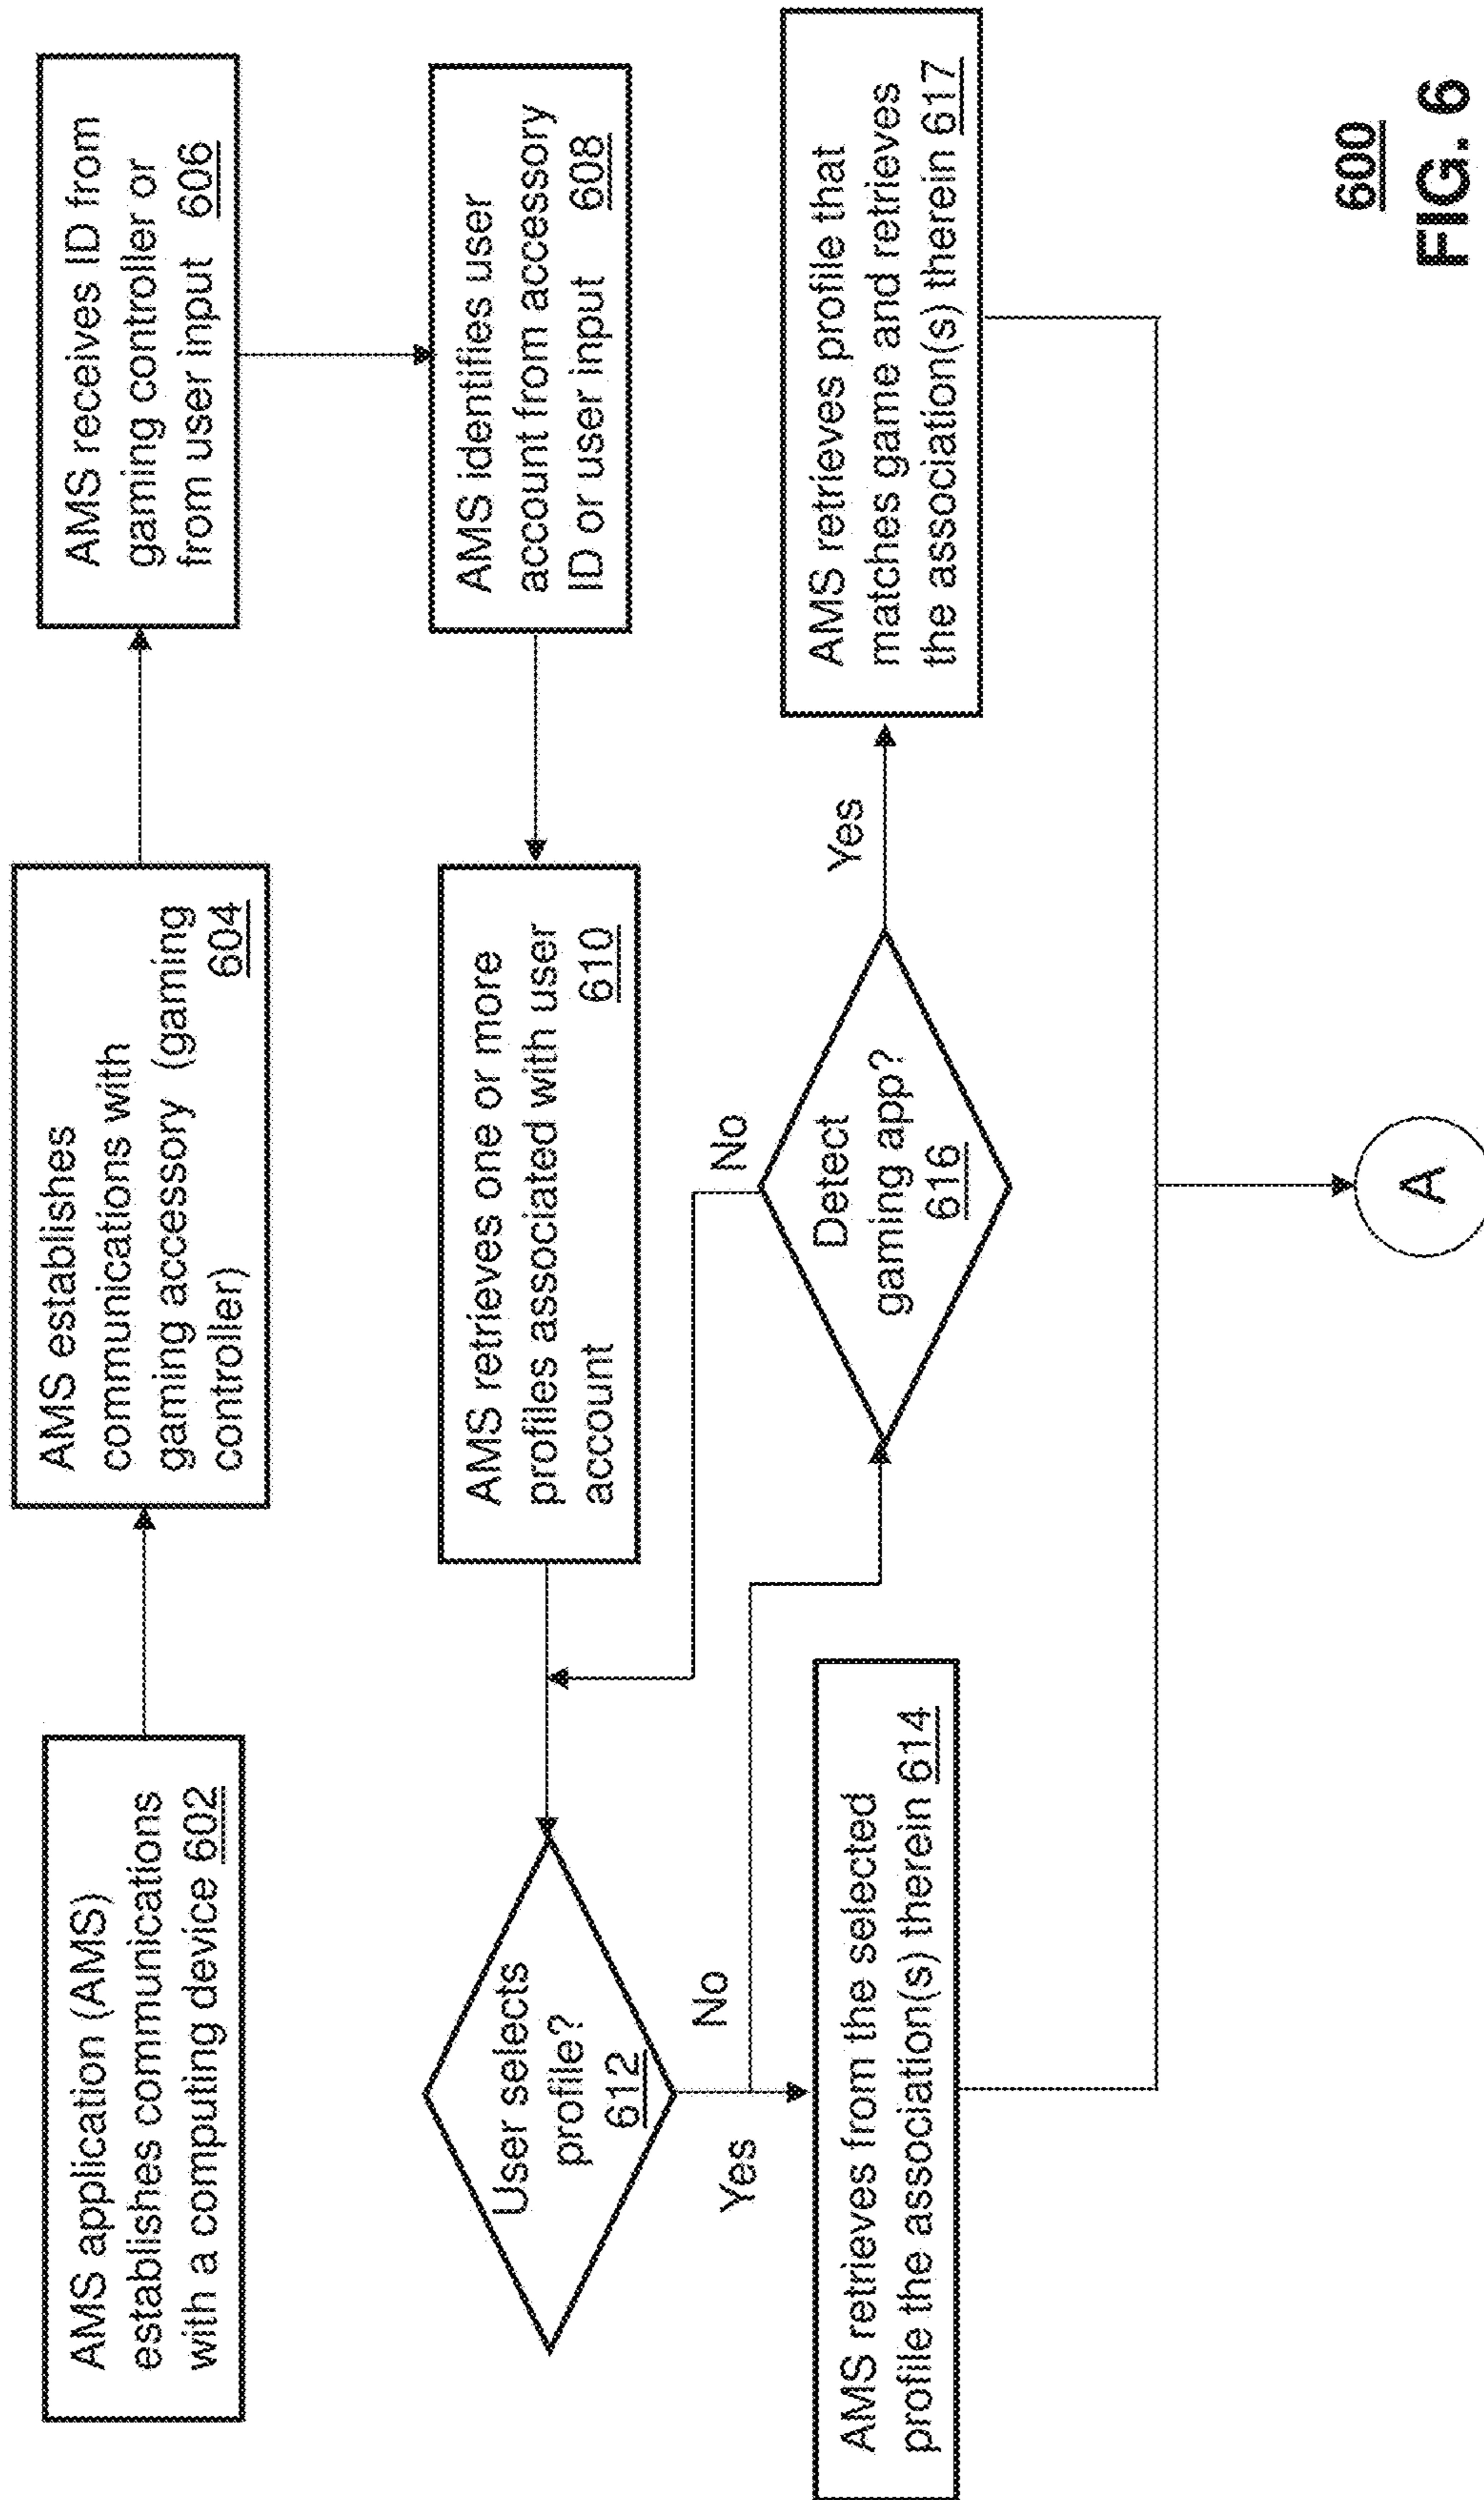 AMS application (AMS)
establishes communications
with a computing device 602
AMS establishes
communications with
gaming accessory (gaming
controller) 604
AMS receives ID from
gaming controller or
from user input 606
AMS identifies user
account from accessory
ID or user input 608
AMS retrieves one or more
profiles associated with user
account 610
User selects
profile?
612
No
Yes
AMS retrieves from the selected
profile the association(s) therein 614
Detect
gaming app?
616
No
Yes
AMS retrieves profile that
matches game and retrieves
the association(s) therein 617
A
600
FIG. 6